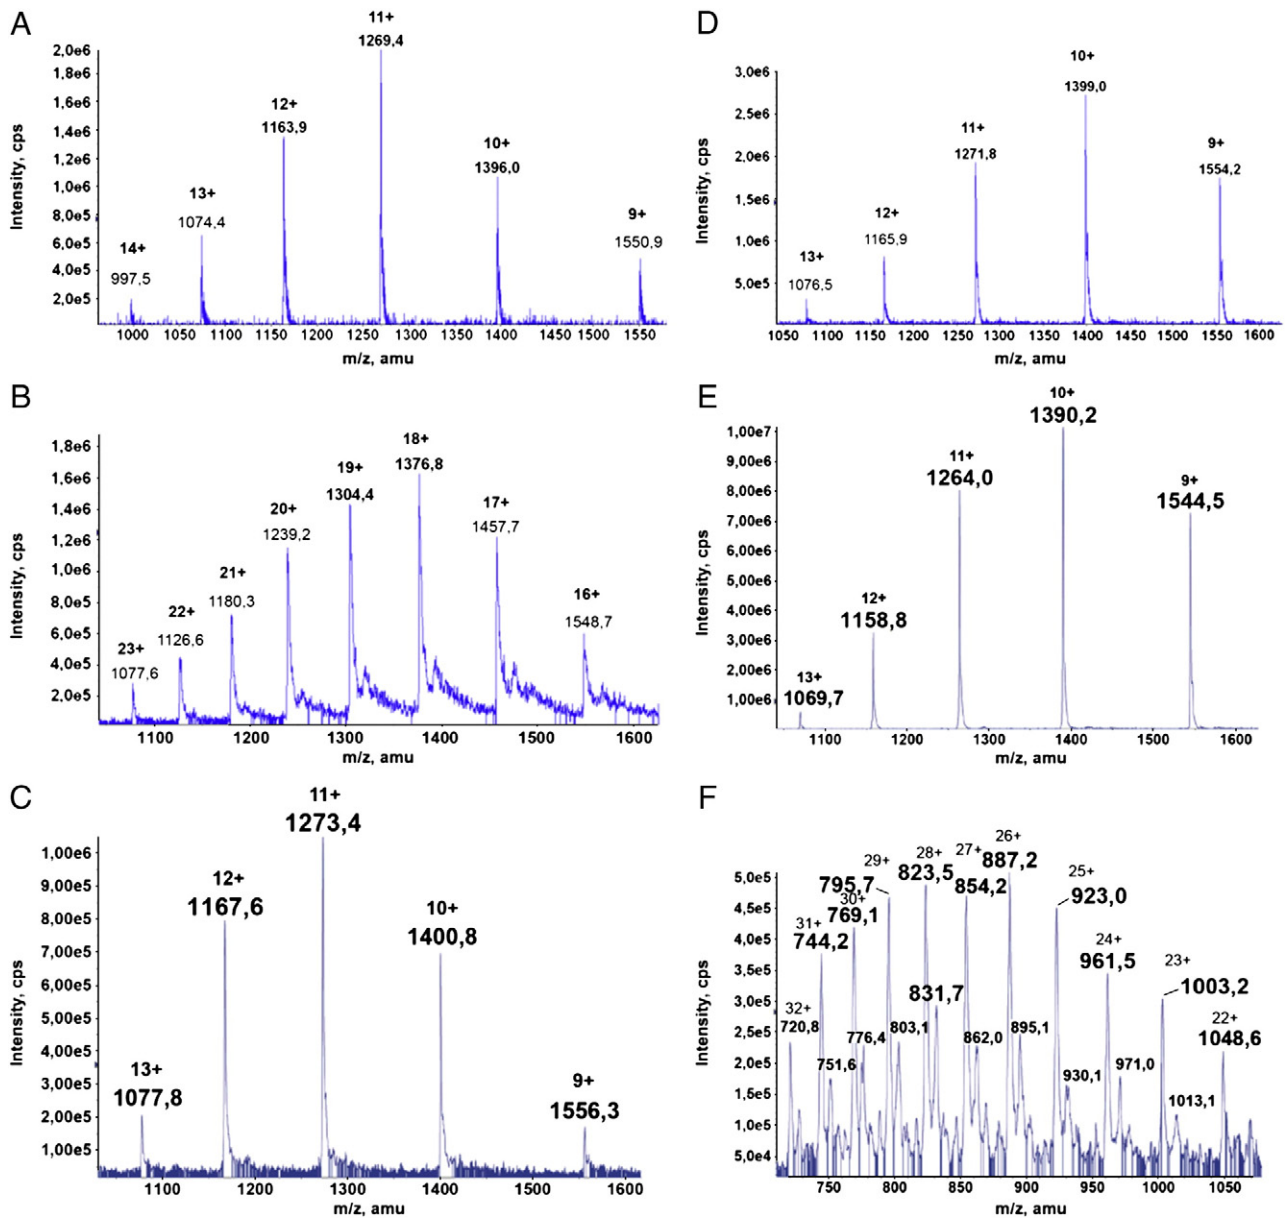 A
11+
1269,4
2,0e6
1,8e6
1,6e6
1,4e6
1,2e6
1,0e6
8,0e5
6,0e5
4,0e5
2,0e5
Intensity, cps
12+
1163,9
10+
1396,0
13+
1074,4
14+
997,5
9+
1550,9
1000 1050 1100 1150 1200 1250 1300 1350 1400 1450 1500 1550
m/z, amu
D
10+
1399,0
3,0e6
2,5e6
2,0e6
1,5e6
1,0e6
5,0e5
Intensity, cps
11+
1271,8
9+
1554,2
12+
1165,9
13+
1076,5
1050 1100 1150 1200 1250 1300 1350 1400 1450 1500 1550 1600
m/z, amu
B
18+
1376,8
1,8e6
1,6e6
1,4e6
1,2e6
1,0e6
8,0e5
6,0e5
4,0e5
2,0e5
Intensity, cps
19+
1304,4
17+
1457,7
20+
1239,2
21+
1180,3
16+
1548,7
22+
1126,6
23+
1077,6
1100 1200 1300 1400 1500 1600
m/z, amu
E
10+
1390,2
1,00e7
9,00e6
8,00e6
7,00e6
6,00e6
5,00e6
4,00e6
3,00e6
2,00e6
1,00e6
Intensity, cps
11+
1264,0
9+
1544,5
12+
1158,8
13+
1069,7
1100 1200 1300 1400 1500 1600
m/z, amu
C
11+
1273,4
1,00e6
9,00e5
8,00e5
7,00e5
6,00e5
5,00e5
4,00e5
3,00e5
2,00e5
1,00e5
Intensity, cps
12+
1167,6
10+
1400,8
13+
1077,8
9+
1556,3
1100 1200 1300 1400 1500 1600
m/z, amu
F
5,0e5
4,5e5
4,0e5
3,5e5
3,0e5
2,5e5
2,0e5
1,5e5
1,0e5
5,0e4
Intensity, cps
32+
720,8
31+
744,2
751,6
30+
769,1
776,4
29+
795,7
803,1
28+
823,5
831,7
27+
854,2
862,0
26+
887,2
895,1
25+
923,0
930,1
24+
961,5
971,0
23+
1003,2
1013,1
22+
1048,6
750 800 850 900 950 1000 1050
m/z, amu